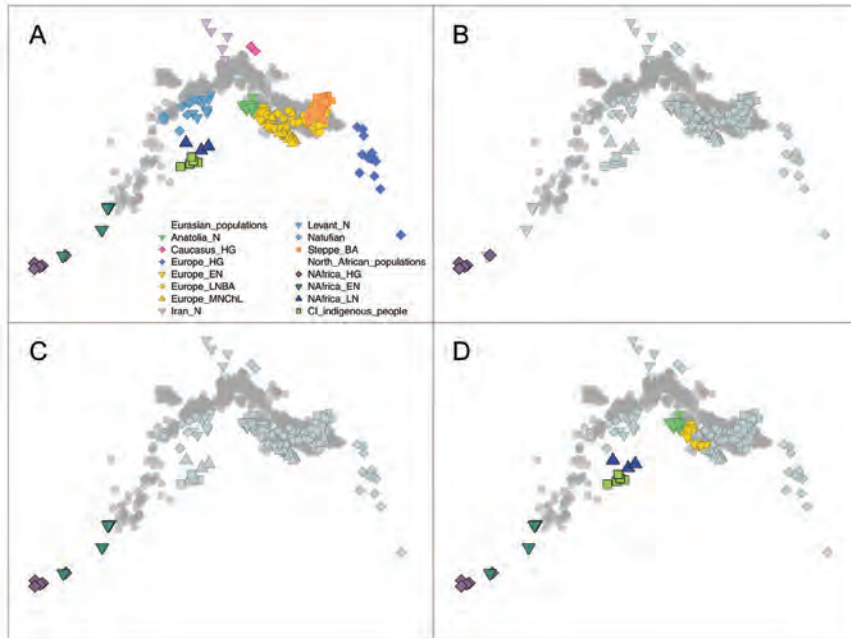 A
B
Eurasian_populations
Anatolia_N
Caucasus_HG
Europe_HG
Europe_EN
Europe_LNBA
Europe_MNChL
Iran_N
Levant_N
Natufian
Steppe_BA
North_African_populations
NAfrica_HG
NAfrica_EN
NAfrica_LN
CI_indigenous_people
C
D